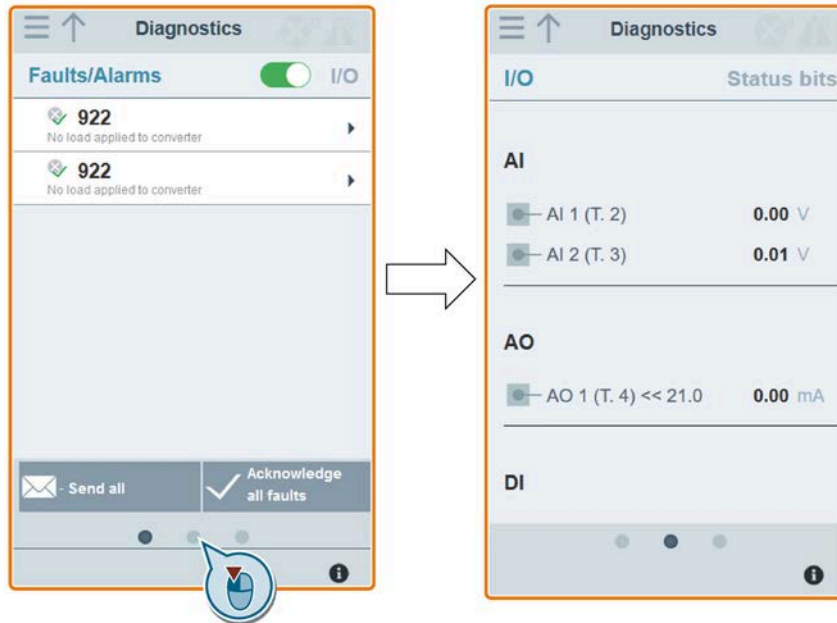 Diagnostics
Faults/Alarms I/O
922
No load applied to converter
922
No load applied to converter
- Send all
Acknowledge
all faults
i
Diagnostics
I/O Status bits
AI
AI 1 (T. 2) 0.00 V
AI 2 (T. 3) 0.01 V
AO
AO 1 (T. 4) << 21.0 0.00 mA
DI
i